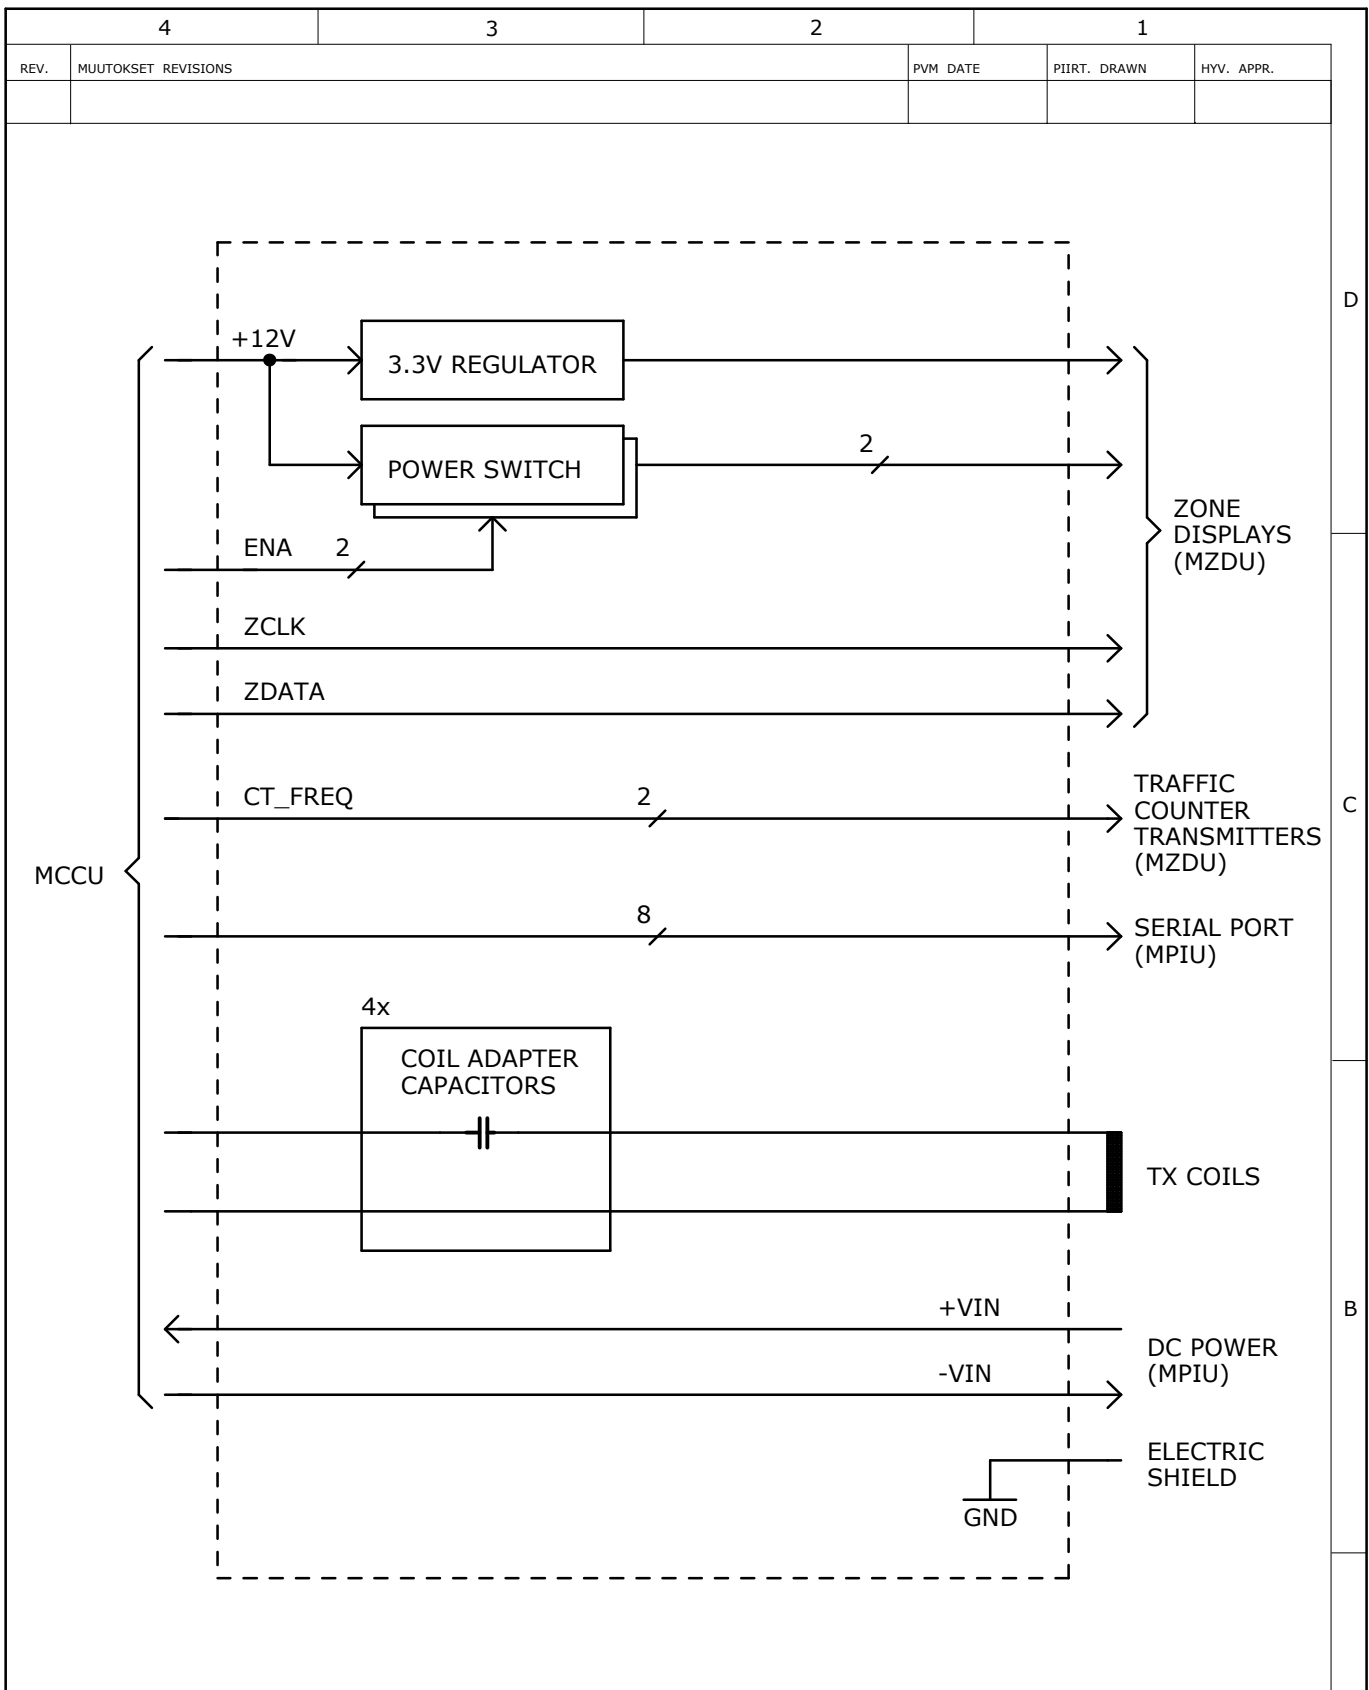 4 3 2 1
REV. MUUTOKSET REVISIONS PVM DATE PIIRT. DRAWN HYV. APPR.
D
+12V
3.3V REGULATOR
POWER SWITCH
2
ZONE
DISPLAYS
(MZDU)
ENA 2
ZCLK
ZDATA
CT_FREQ 2
TRAFFIC
COUNTER
TRANSMITTERS
(MZDU)
C
MCCU
8
SERIAL PORT
(MPIU)
4x
COIL ADAPTER
CAPACITORS
TX COILS
+VIN
B
-VIN
DC POWER
(MPIU)
ELECTRIC
SHIELD
GND